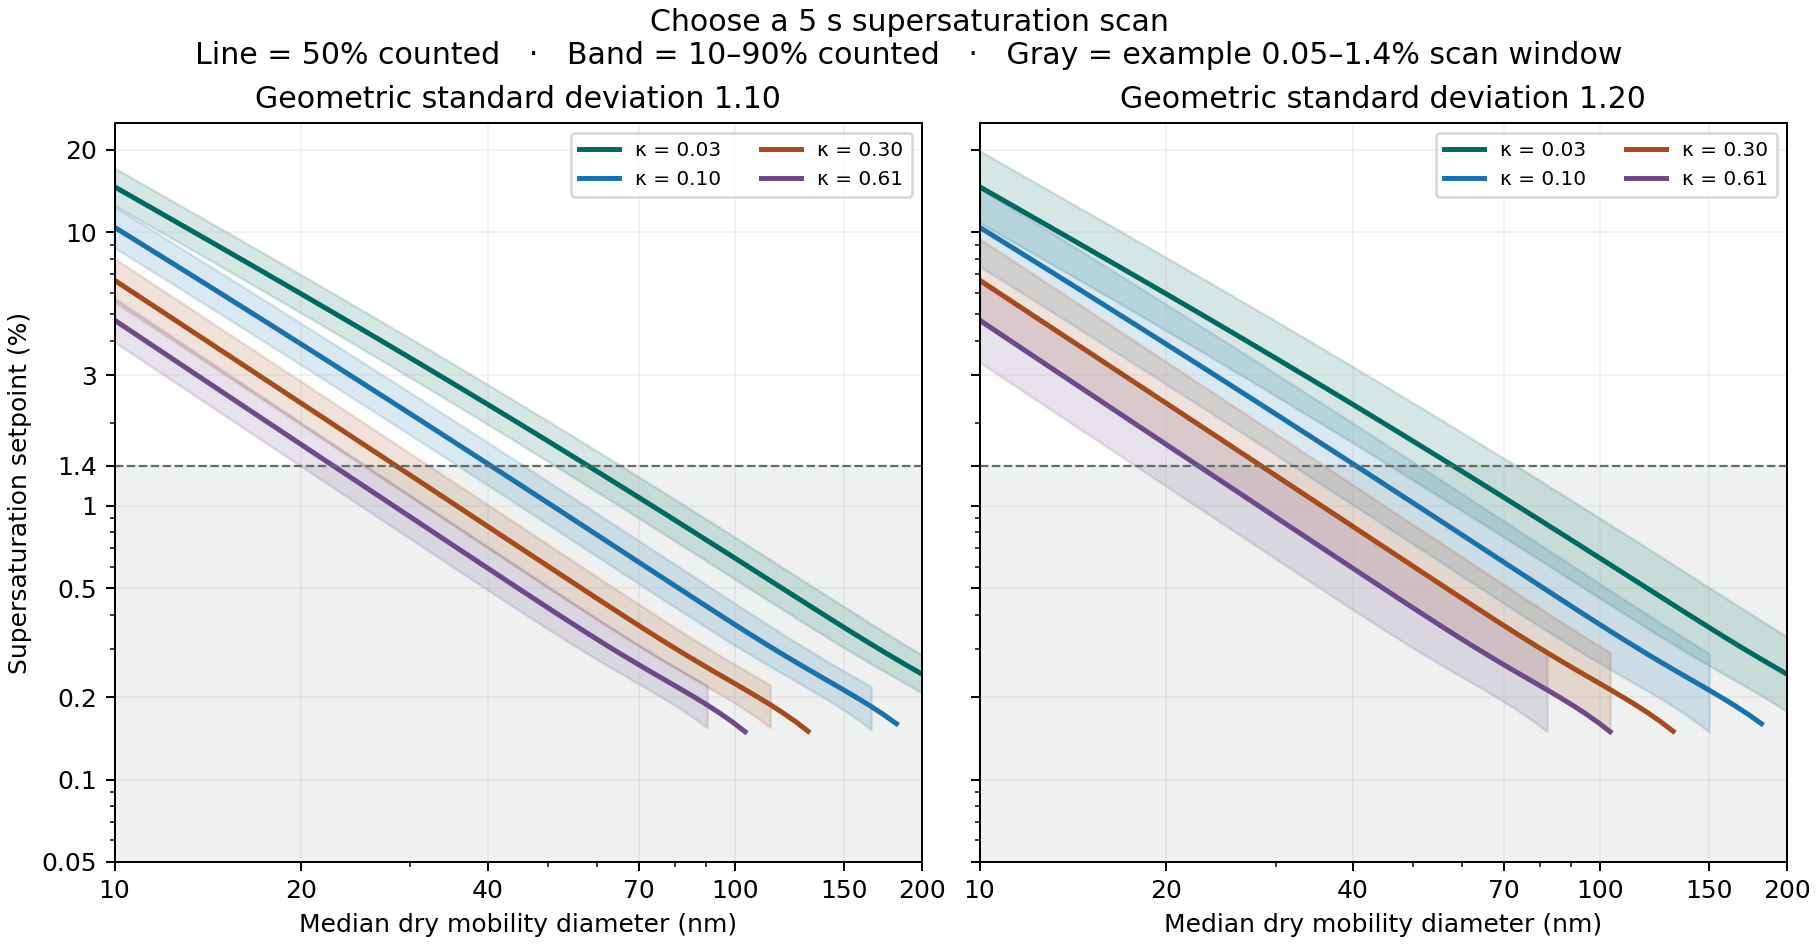 Choose a 5 s supersaturation scan
Line = 50% counted · Band = 10–90% counted · Gray = example 0.05–1.4% scan window
Geometric standard deviation 1.10
Geometric standard deviation 1.20
κ = 0.03
κ = 0.10
κ = 0.30
κ = 0.61
κ = 0.03
κ = 0.10
κ = 0.30
κ = 0.61
Supersaturation setpoint (%)
20
10
3
1.4
1
0.5
0.2
0.1
0.05
10 20 40 70 100 150 200
10 20 40 70 100 150 200
Median dry mobility diameter (nm)
Median dry mobility diameter (nm)